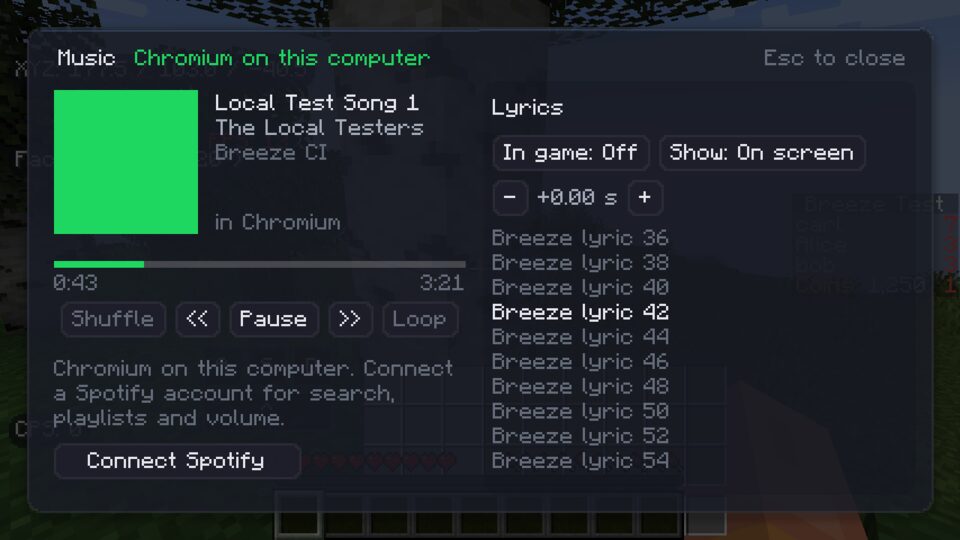 Music Chromium on this computer
Esc to close
Local Test Song 1
The Local Testers
Breeze CI
in Chromium
0:43
3:21
Shuffle
<<
Pause
>>
Loop
Chromium on this computer. Connect
a Spotify account for search,
playlists and volume.
Connect Spotify
Lyrics
In game: Off
Show: On screen
- +0.00 s +
Breeze lyric 36
Breeze lyric 38
Breeze lyric 40
Breeze lyric 42
Breeze lyric 44
Breeze lyric 46
Breeze lyric 48
Breeze lyric 50
Breeze lyric 52
Breeze lyric 54
Breeze Test
carl
Alice
bob
Coins: 1,250